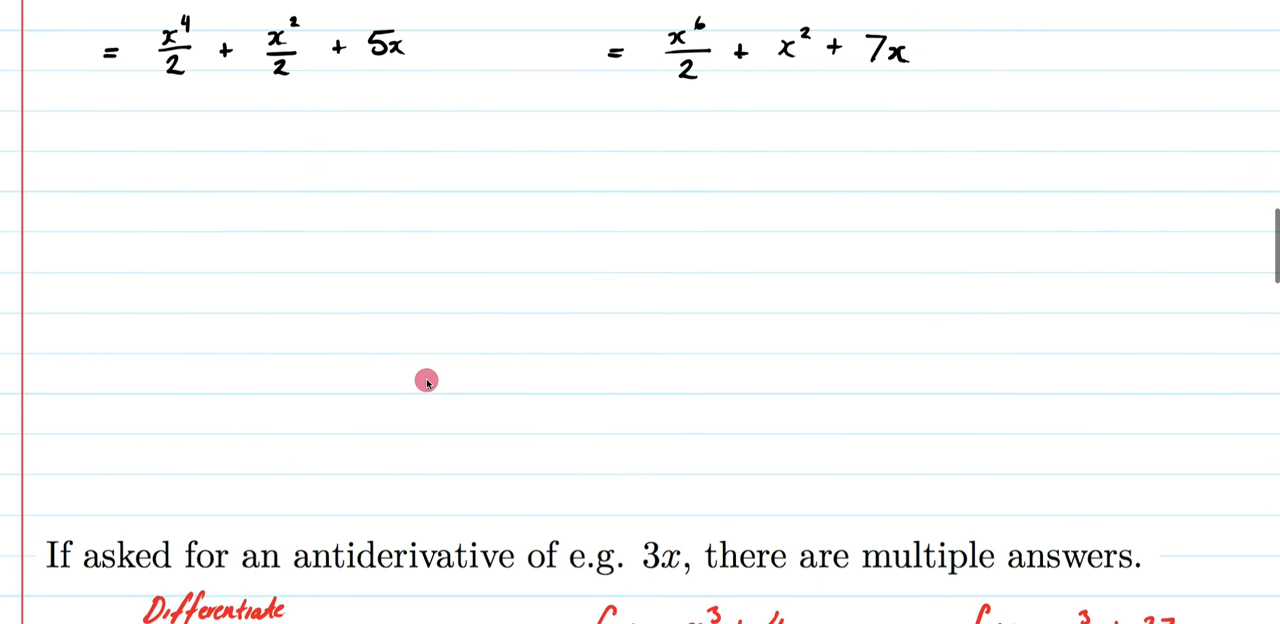 = x⁴/2 + x²/2 + 5x = x⁶/2 + x² + 7x
If asked for an antiderivative of e.g. 3x, there are multiple answers.
Differentiate